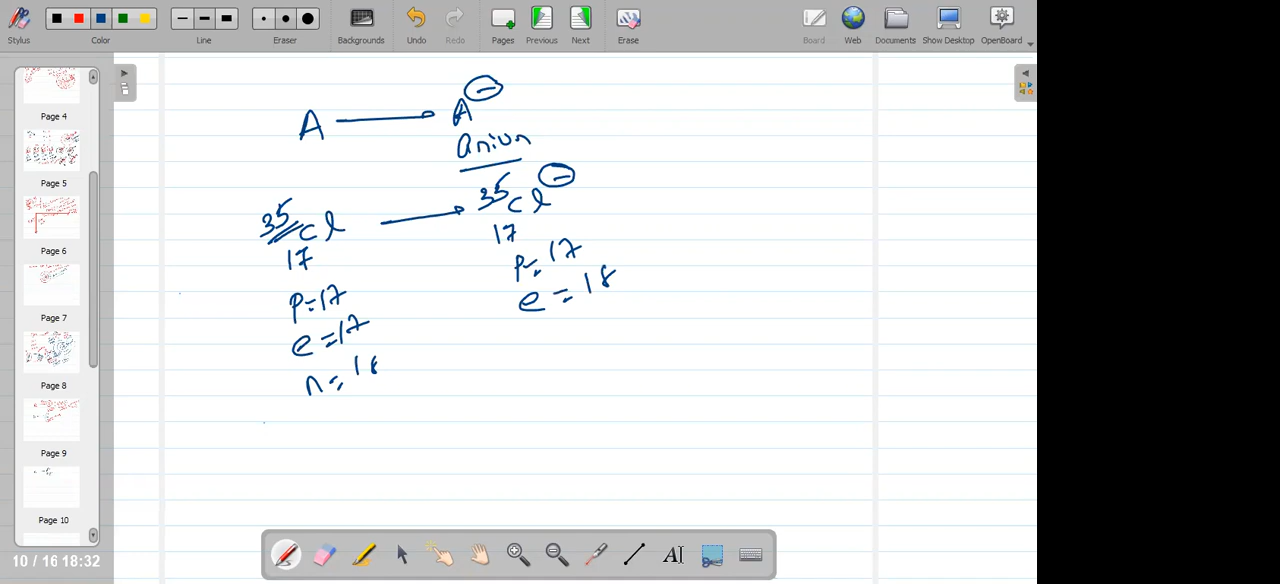 Stylus Color Line Eraser Backgrounds Undo Redo Pages Previous Next Erase Board Web Documents Show Desktop OpenBoard
Page 4
Page 5
Page 6
Page 7
Page 8
Page 9
Page 10
10 / 16 18:32
A → A⁻
anion
35 Cl → 35 Cl⁻
17 17
p=17
e=17
n=18
p=17
e=18
AI